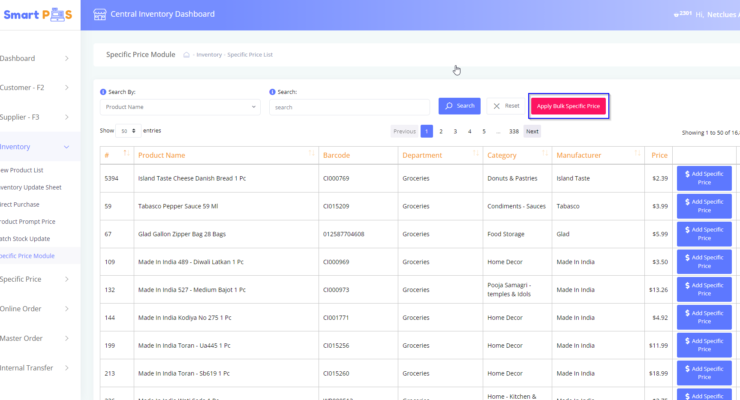 Smart P S
Central Inventory Dashboard
2301 Hi, Netclues A
Specific Price Module - Inventory - Specific Price List
Dashboard
Customer - F2
Supplier - F3
Inventory
ew Product List
ventory Update Sheet
irect Purchase
roduct Prompt Price
atch Stock Update
pecific Price Module
Specific Price
Online Order
Master Order
Internal Transfer
Search By: Search:
Product Name search Search Reset Apply Bulk Specific Price
Show 50 entries
Previous 1 2 3 4 5 ... 338 Next
Showing 1 to 50 of 16,
# Product Name Barcode Department Category Manufacturer Price
5394 Island Taste Cheese Danish Bread 1 Pc CI000769 Groceries Donuts & Pastries Island Taste $2.39 $ Add Specific Price
59 Tabasco Pepper Sauce 59 Ml CI015209 Groceries Condiments - Sauces Tabasco $3.99 $ Add Specific Price
67 Glad Gallon Zipper Bag 28 Bags 012587704608 Groceries Food Storage Glad $5.99 $ Add Specific Price
109 Made In India 489 - Diwali Latkan 1 Pc CI000969 Groceries Home Decor Made In India $3.50 $ Add Specific Price
132 Made In India 527 - Medium Bajot 1 Pc CI000973 Groceries Pooja Samagri - temples & Idols Made In India $13.26 $ Add Specific Price
144 Made In India Kodiya No 275 1 Pc CI001771 Groceries Home Decor Made In India $4.92 $ Add Specific Price
199 Made In India Toran - Ua445 1 Pc CI015256 Groceries Home Decor Made In India $11.99 $ Add Specific Price
213 Made In India Toran - Sb619 1 Pc CI015260 Groceries Home Decor Made In India $18.99 $ Add Specific Price
Home - Kitchen &
$ Add Specific